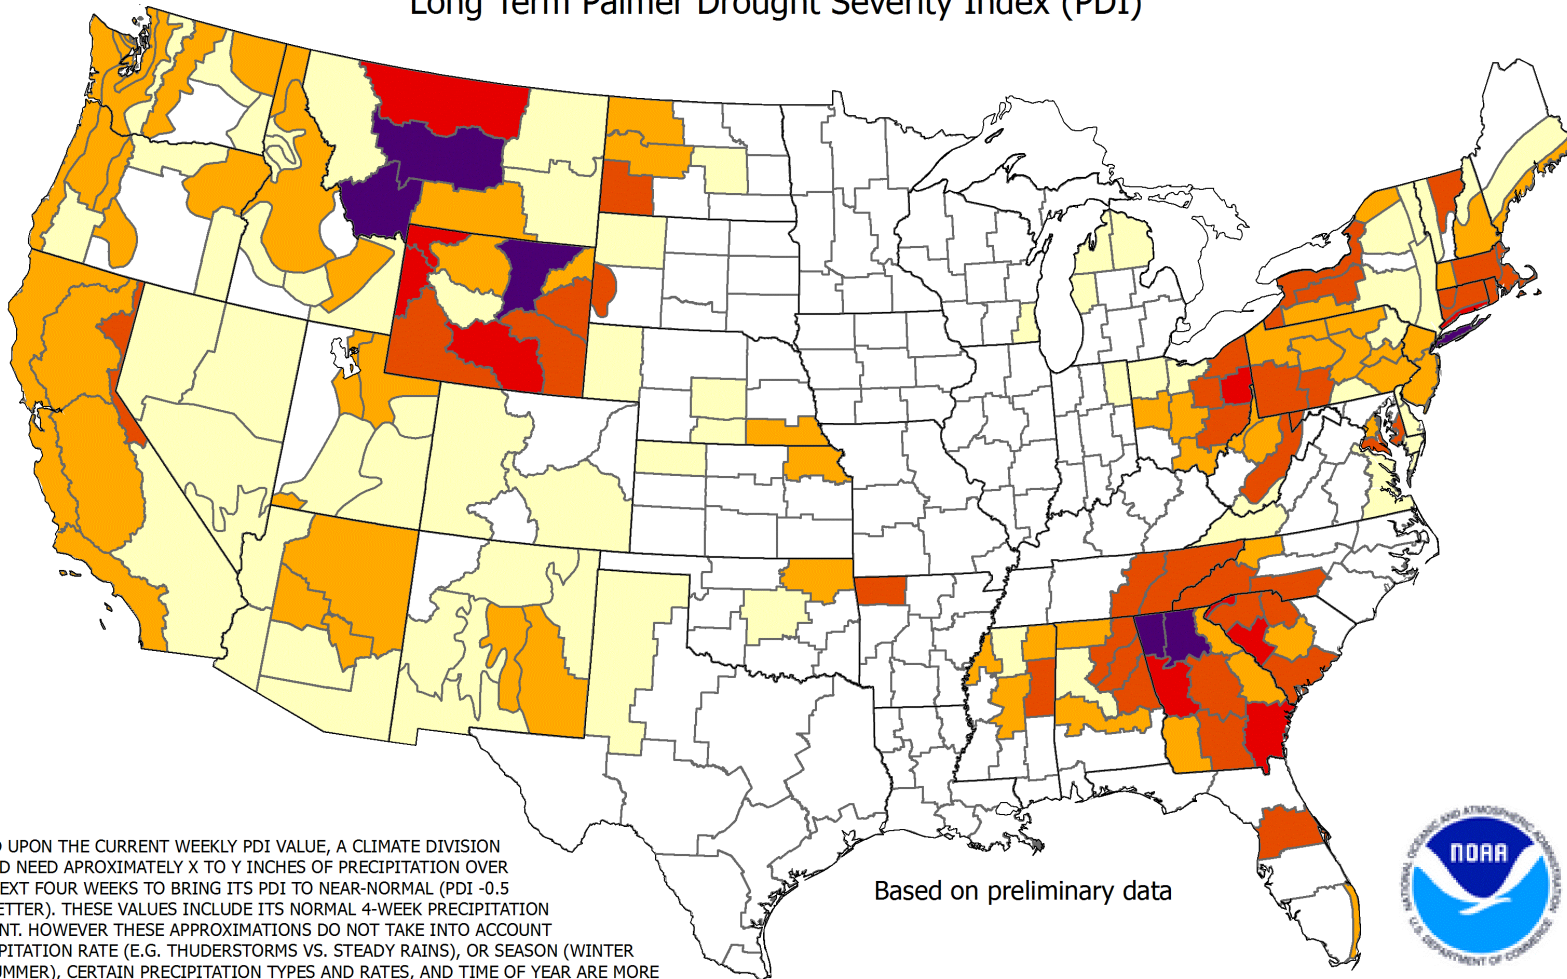 Long Term Palmer Drought Severity Index (PDI)
UPON THE CURRENT WEEKLY PDI VALUE, A CLIMATE DIVISION
NEED APROXIMATELY X TO Y INCHES OF PRECIPITATION OVER
EXT FOUR WEEKS TO BRING ITS PDI TO NEAR-NORMAL (PDI -0.5
ETTER). THESE VALUES INCLUDE ITS NORMAL 4-WEEK PRECIPITATION
NT. HOWEVER THESE APPROXIMATIONS DO NOT TAKE INTO ACCOUNT
PITATION RATE (E.G. THUDERSTORMS VS. STEADY RAINS), OR SEASON (WINTER
UMMER), CERTAIN PRECIPITATION TYPES AND RATES, AND TIME OF YEAR ARE MORE
Based on preliminary data
NATIONAL OCEANIC AND ATMOSPHERIC ADMINISTRATION
NOAA
U.S. DEPARTMENT OF COMMERCE